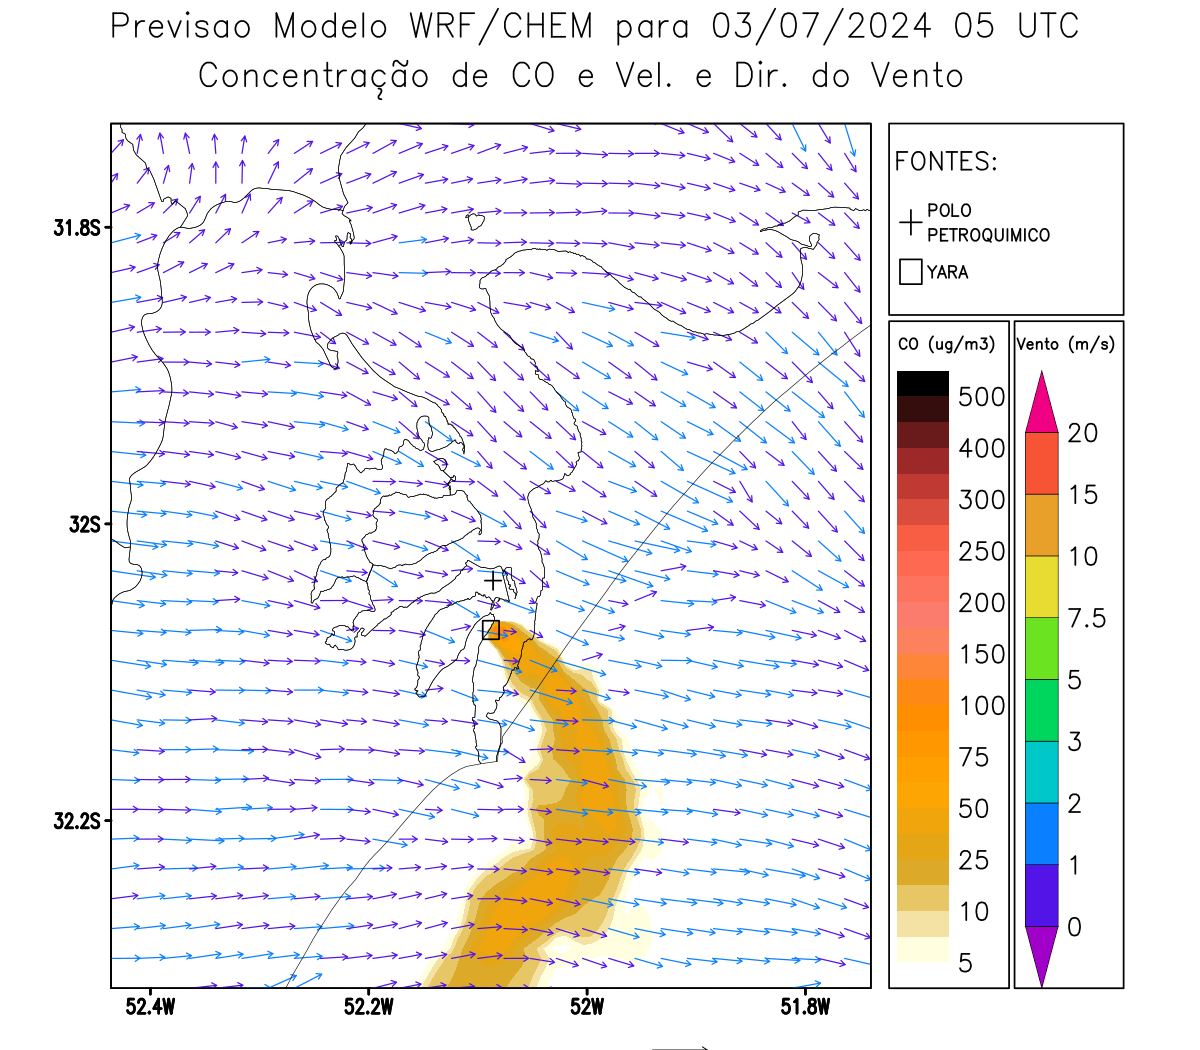 Previsao Modelo WRF/CHEM para 03/07/2024 05 UTC
Concentração de CO e Vel. e Dir. do Vento
FONTES:
POLO
PETROQUIMICO
YARA
CO (ug/m3)
500
400
300
250
200
150
100
75
50
25
10
5
Vento (m/s)
20
15
10
7.5
5
3
2
1
0
31.8S
32S
32.2S
52.4W
52.2W
52W
51.8W